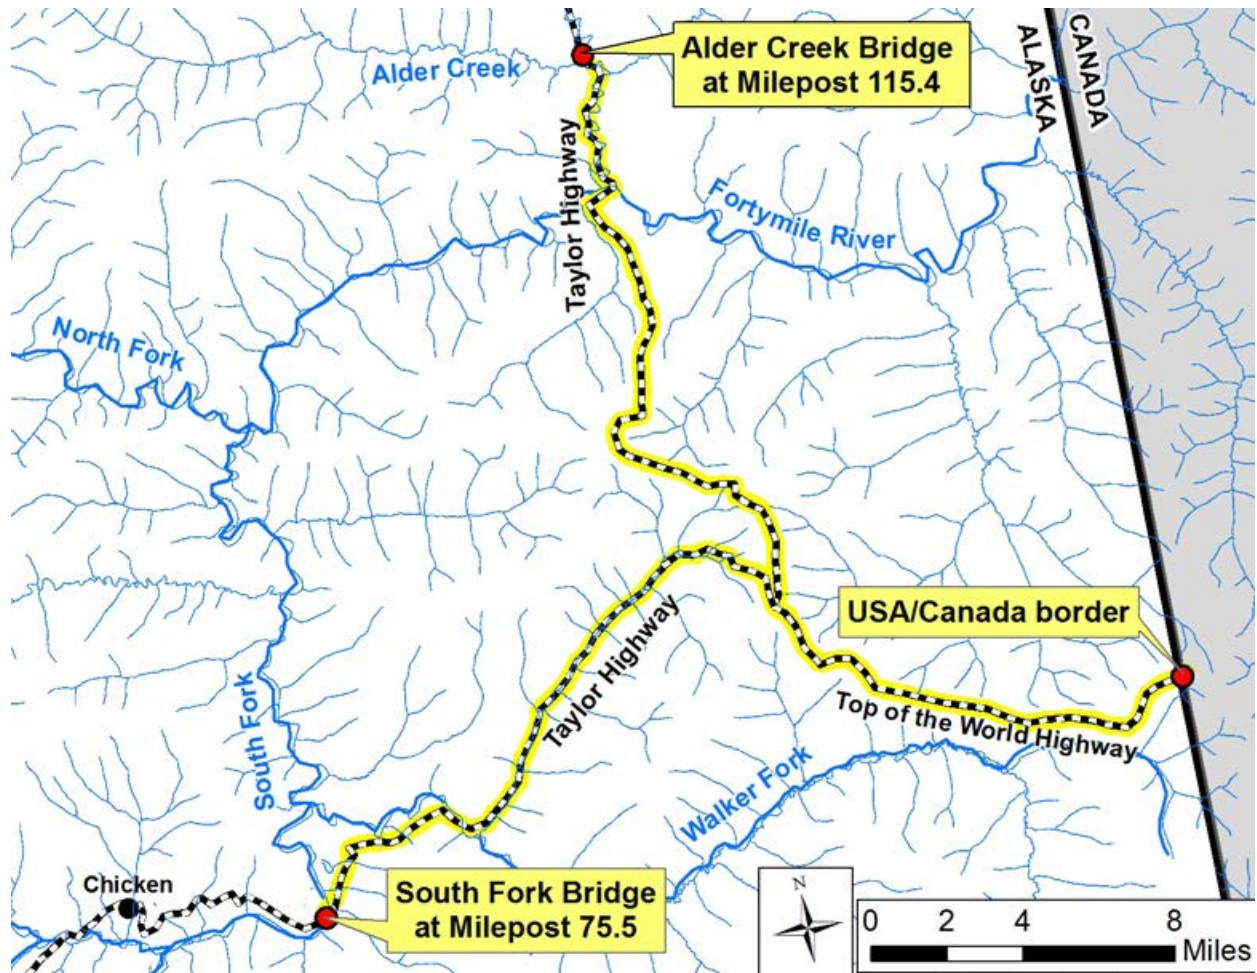 Alder Creek Bridge
at Milepost 115.4
Alder Creek
ALASKA
CANADA
Taylor Highway
Fortymile River
North Fork
USA/Canada border
Taylor Highway
Top of the World Highway
South Fork
Walker Fork
Chicken
South Fork Bridge
at Milepost 75.5
N
0 2 4 8
Miles